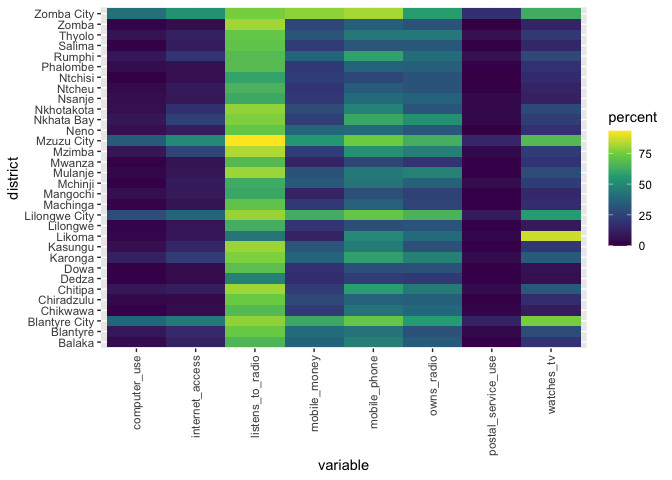 Zomba City
Zomba
Thyolo
Salima
Rumphi
Phalombe
Ntchisi
Ntcheu
Nsanje
Nkhotakota
Nkhata Bay
Neno
Mzuzu City
Mzimba
Mwanza
Mulanje
Mchinji
Mangochi
Machinga
Lilongwe City
Lilongwe
Likoma
Kasungu
Karonga
Dowa
Dedza
Chitipa
Chiradzulu
Chikwawa
Blantyre City
Blantyre
Balaka
district
computer_use
internet_access
listens_to_radio
mobile_money
mobile_phone
owns_radio
postal_service_use
watches_tv
variable
percent
75
50
25
0